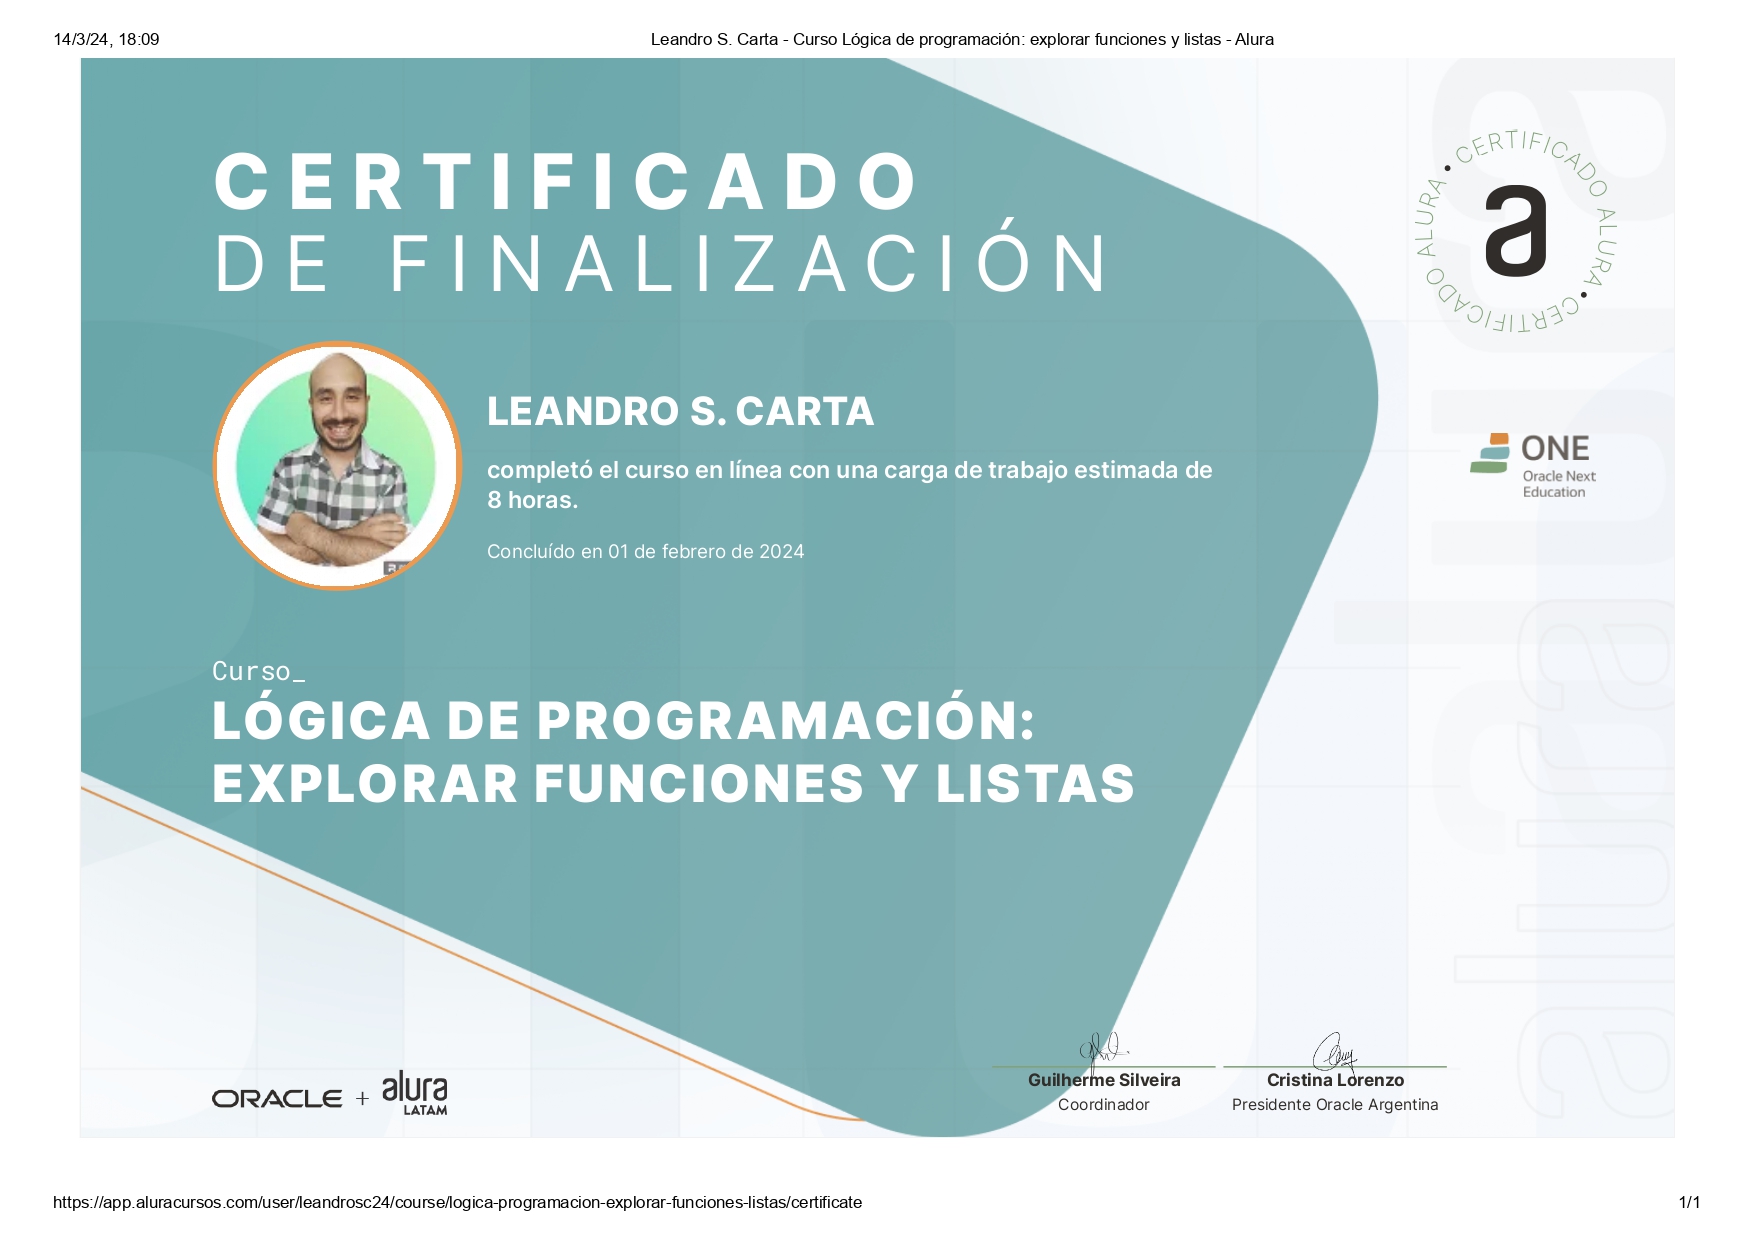 14/3/24, 18:09
Leandro S. Carta - Curso Lógica de programación: explorar funciones y listas - Alura
CERTIFICADO
DE FINALIZACIÓN
CERTIFICADO ALURA • CERTIFICADO ALURA •
a
LEANDRO S. CARTA
completó el curso en línea con una carga de trabajo estimada de
8 horas.
Concluído en 01 de febrero de 2024
ONE
Oracle Next
Education
Curso_
LÓGICA DE PROGRAMACIÓN:
EXPLORAR FUNCIONES Y LISTAS
alura
ORACLE + alura
LATAM
Guilherme Silveira
Coordinador
Cristina Lorenzo
Presidente Oracle Argentina
https://app.aluracursos.com/user/leandrosc24/course/logica-programacion-explorar-funciones-listas/certificate
1/1